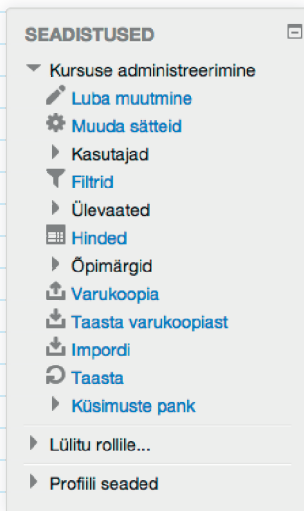 SEADISTUSED
Kursuse administreerimine
Luba muutmine
Muuda sätteid
Kasutajad
Filtrid
Ülevaated
Hinded
Õpimärgid
Varukoopia
Taasta varukoopiast
Impordi
Taasta
Küsimuste pank
Lülitu rollile...
Profiili seaded